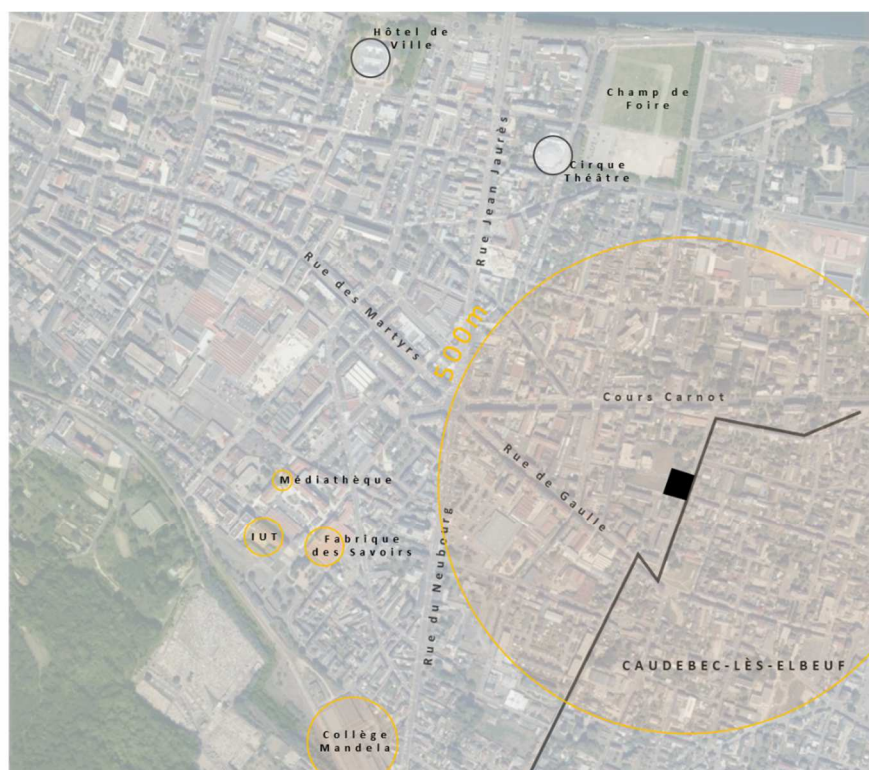 Hôtel de
Ville
Champ de
Foire
Rue Jean Jaurès
Cirque
Théâtre
Rue des Martyrs
500m
Cours Carnot
Rue de Gaulle
Médiathèque
IUT
Fabrique
des Savoirs
Rue du Neubourg
CAUDEBEC-LÈS-ELBEUF
Collège
Mandela